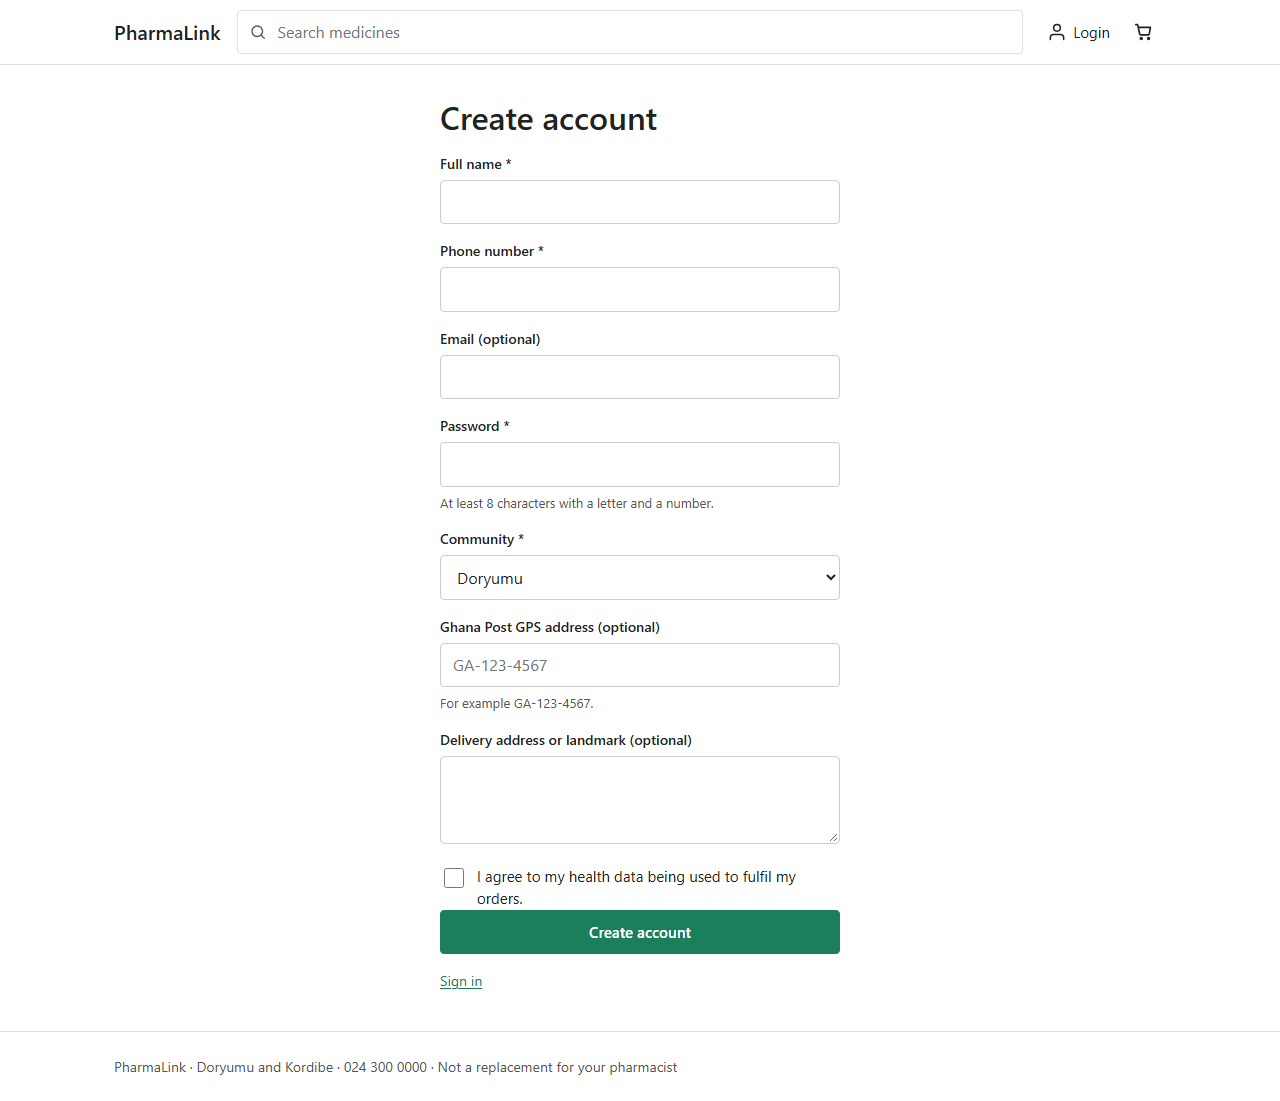 PharmaLink
Search medicines
Login
Create account
Full name *
Phone number *
Email (optional)
Password *
At least 8 characters with a letter and a number.
Community *
Doryumu
Ghana Post GPS address (optional)
GA-123-4567
For example GA-123-4567.
Delivery address or landmark (optional)
I agree to my health data being used to fulfil my
orders.
Create account
Sign in
PharmaLink · Doryumu and Kordibe · 024 300 0000 · Not a replacement for your pharmacist